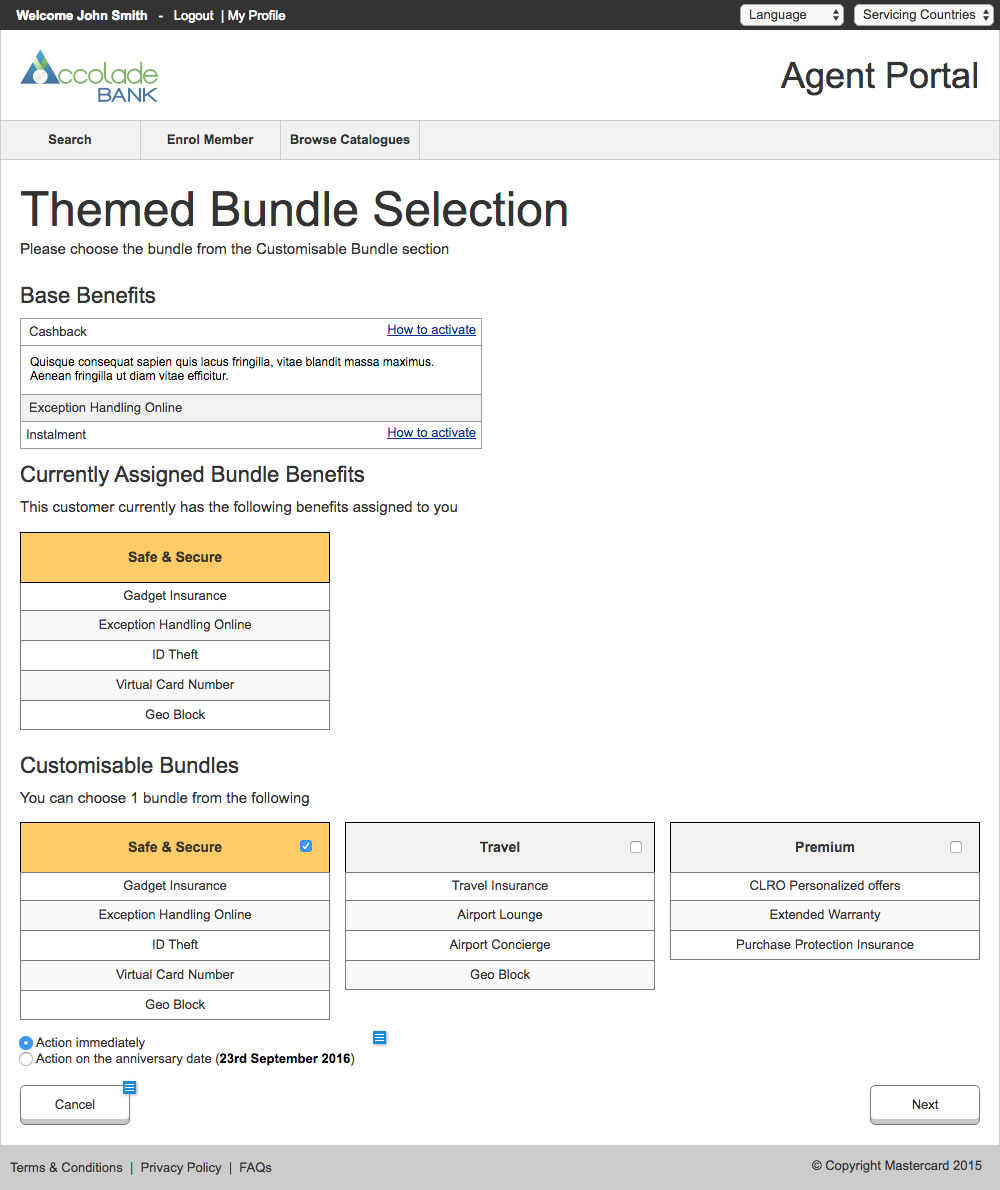 Welcome John Smith - Logout | My Profile Language Servicing Countries
Accolade
BANK
Agent Portal
Search Enrol Member Browse Catalogues
Themed Bundle Selection
Please choose the bundle from the Customisable Bundle section
Base Benefits
Cashback How to activate
Quisque consequat sapien quis lacus fringilla, vitae blandit massa maximus.
Aenean fringilla ut diam vitae efficitur.
Exception Handling Online
Instalment How to activate
Currently Assigned Bundle Benefits
This customer currently has the following benefits assigned to you
Safe & Secure
Gadget Insurance
Exception Handling Online
ID Theft
Virtual Card Number
Geo Block
Customisable Bundles
You can choose 1 bundle from the following
Safe & Secure
Gadget Insurance
Exception Handling Online
ID Theft
Virtual Card Number
Geo Block
Travel
Travel Insurance
Airport Lounge
Airport Concierge
Geo Block
Premium
CLRO Personalized offers
Extended Warranty
Purchase Protection Insurance
Action immediately
Action on the anniversary date (23rd September 2016)
Cancel Next
Terms & Conditions | Privacy Policy | FAQs © Copyright Mastercard 2015